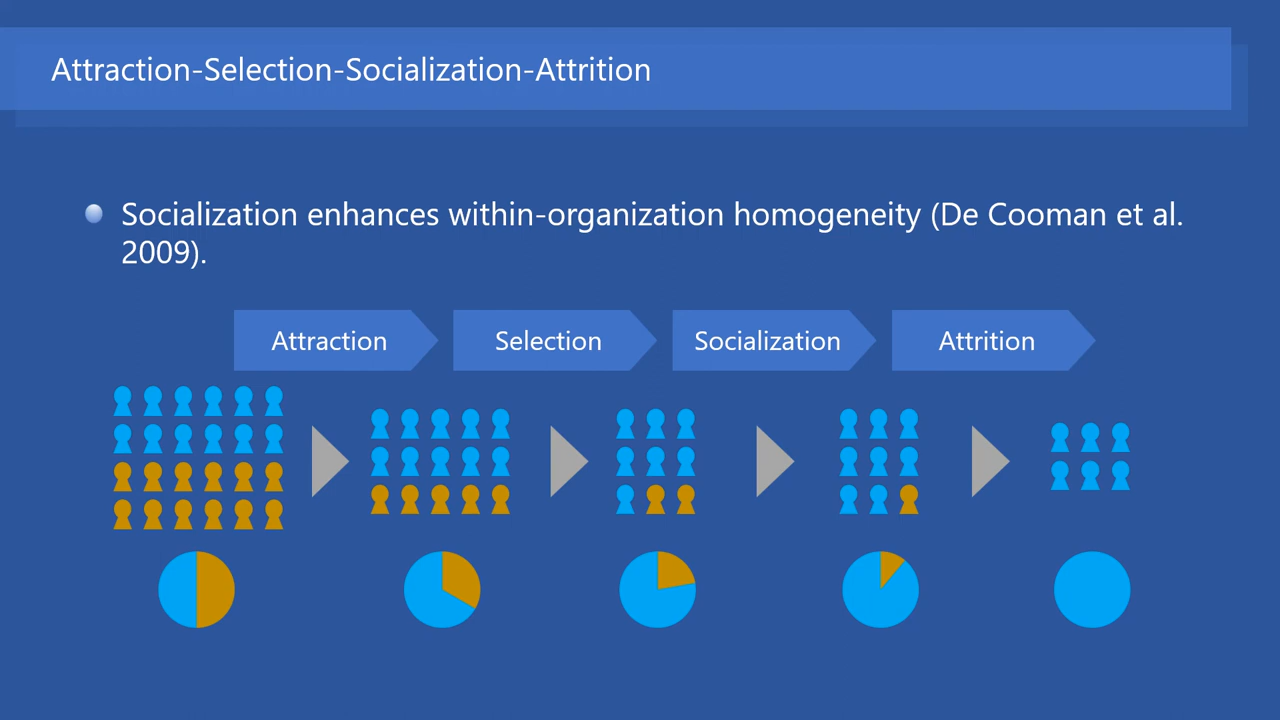 Attraction-Selection-Socialization-Attrition
Socialization enhances within-organization homogeneity (De Cooman et al.
2009).
Attraction
Selection
Socialization
Attrition